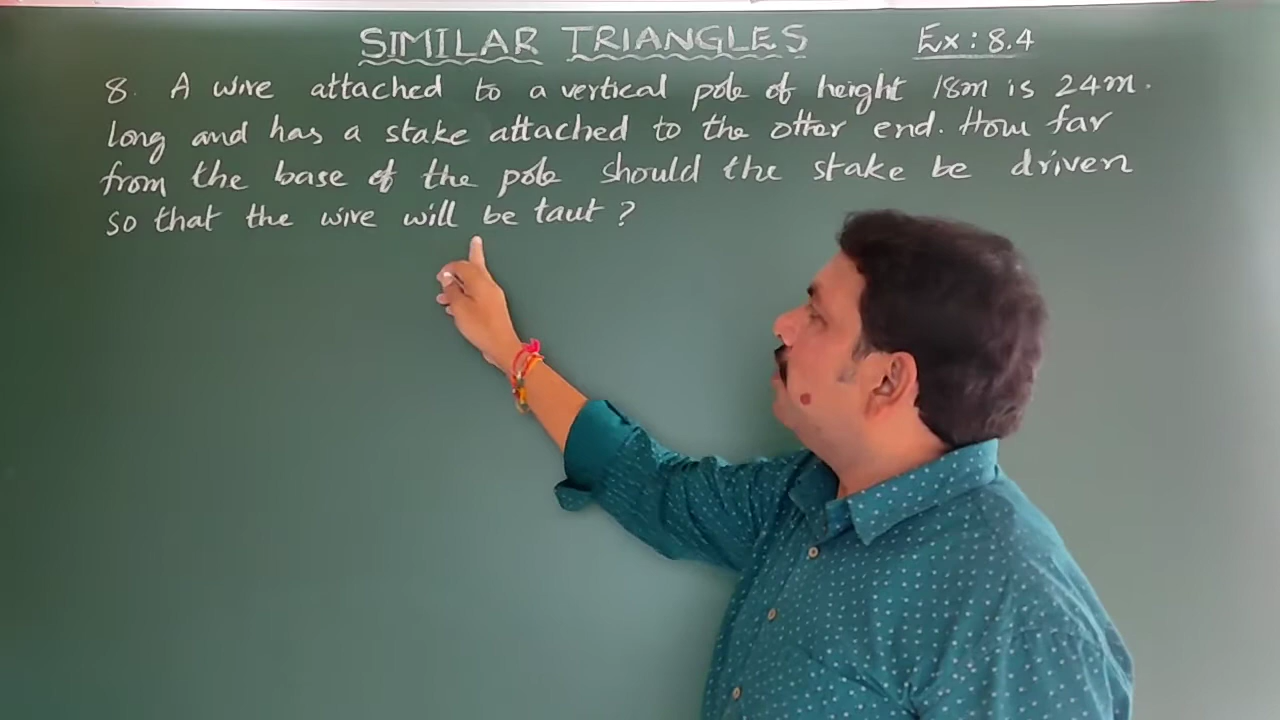 SIMILAR TRIANGLES Ex: 8.4
8. A wire attached to a vertical pole of height 18m is 24m.
long and has a stake attached to the other end. How far
from the base of the pole should the stake be driven
so that the wire will be taut?